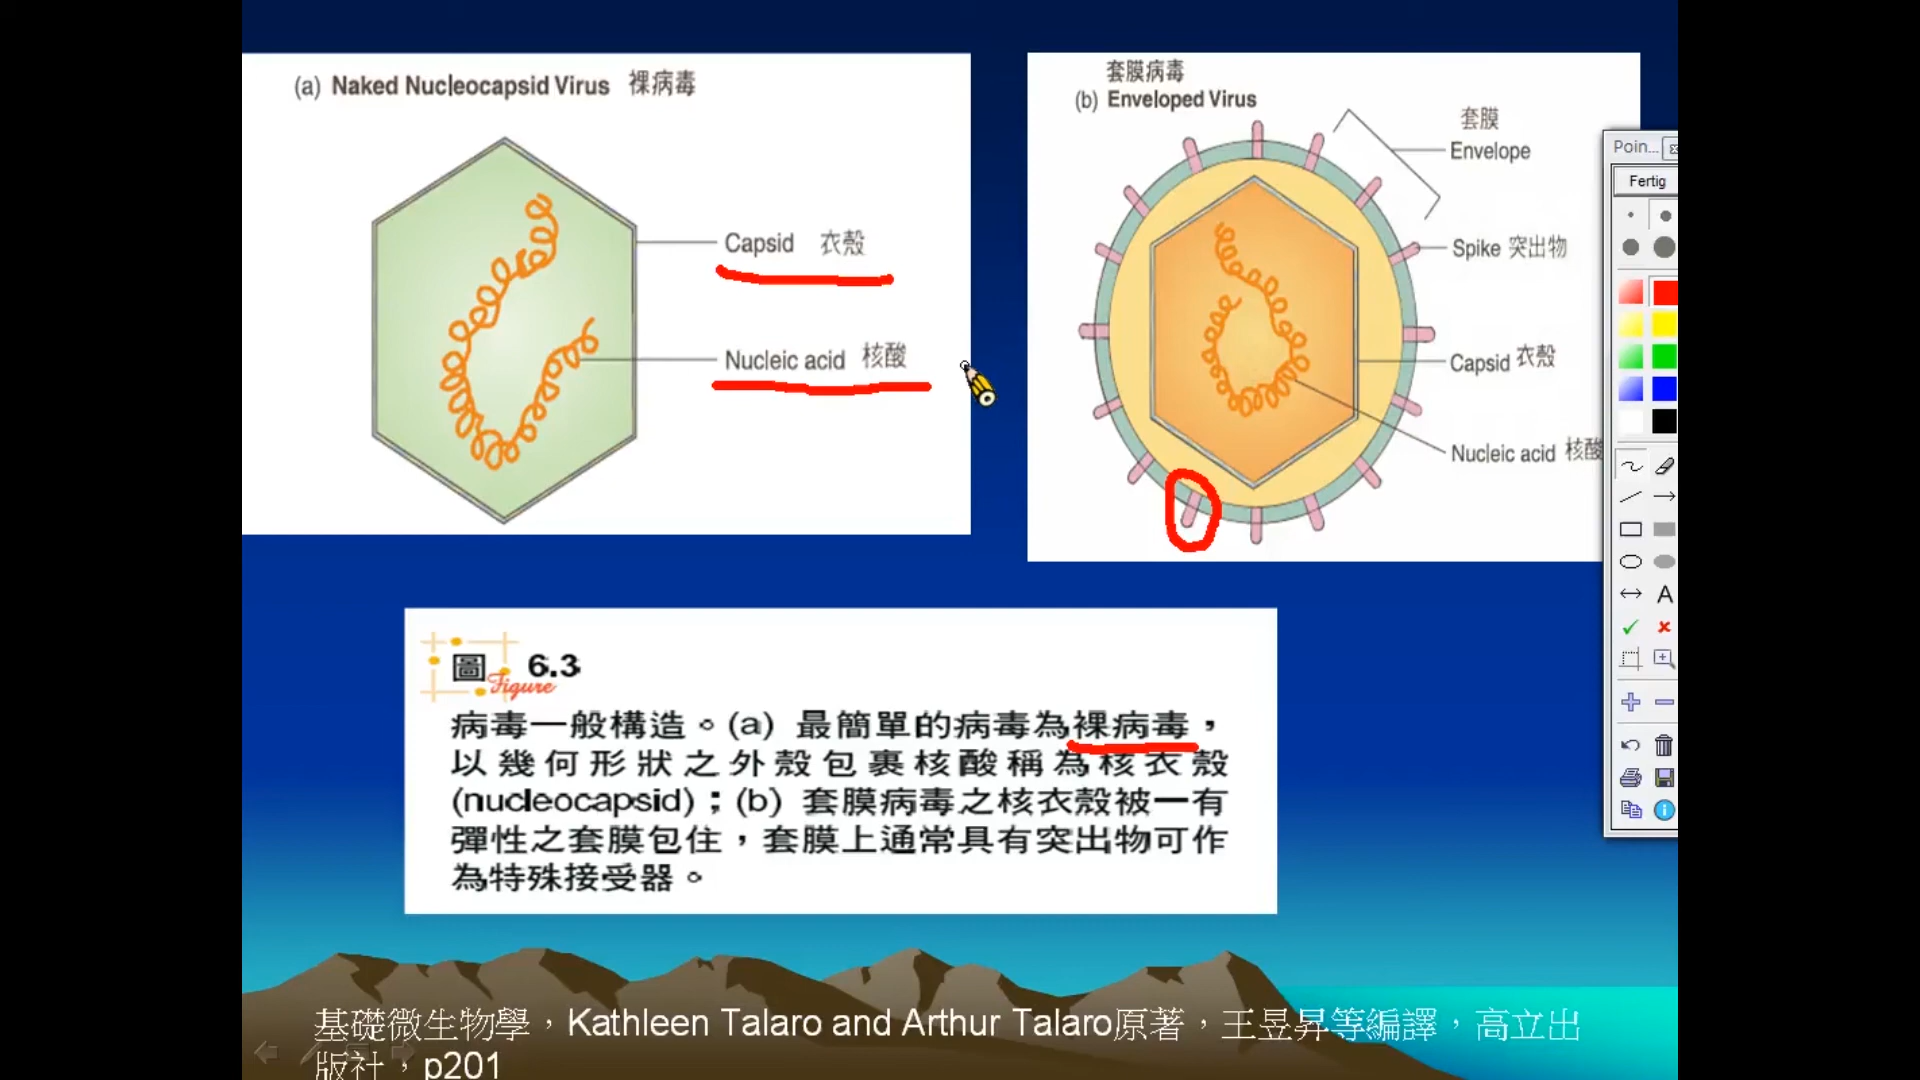 (a) Naked Nucleocapsid Virus 裸病毒
Capsid 衣殼
Nucleic acid 核酸
套膜病毒
(b) Enveloped Virus
套膜
Envelope
Spike 突出物
Capsid 衣殼
Nucleic acid 核酸
Poin...
Fertig
A
圖 6.3
Figure
病毒一般構造。(a) 最簡單的病毒為裸病毒，
以幾何形狀之外殼包裹核酸稱為核衣殼
(nucleocapsid)；(b) 套膜病毒之核衣殼被一有
彈性之套膜包住，套膜上通常具有突出物可作
為特殊接受器。
基礎微生物學，Kathleen Talaro and Arthur Talaro原著，王昱昇等編譯，高立出
版社，p201